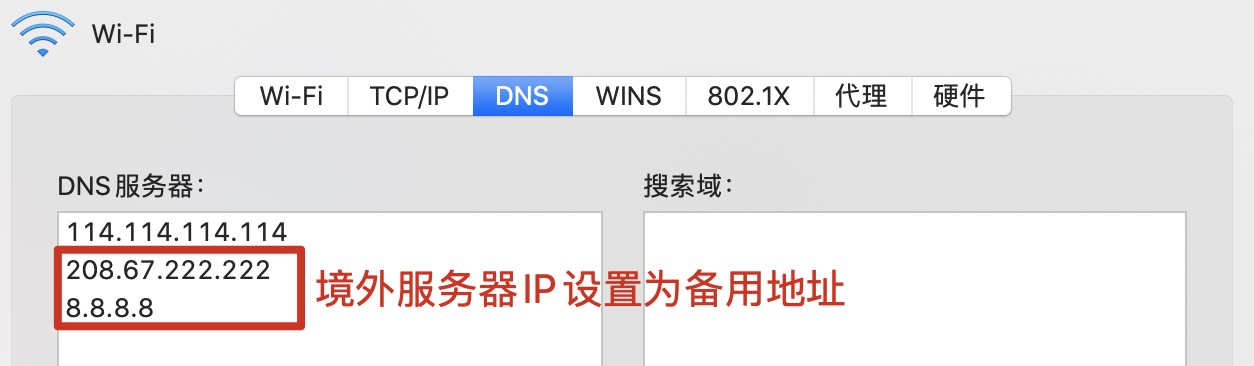 Wi-Fi
Wi-Fi TCP/IP DNS WINS 802.1X 代理 硬件
DNS服务器： 搜索域：
114.114.114.114
208.67.222.222
8.8.8.8
境外服务器IP设置为备用地址